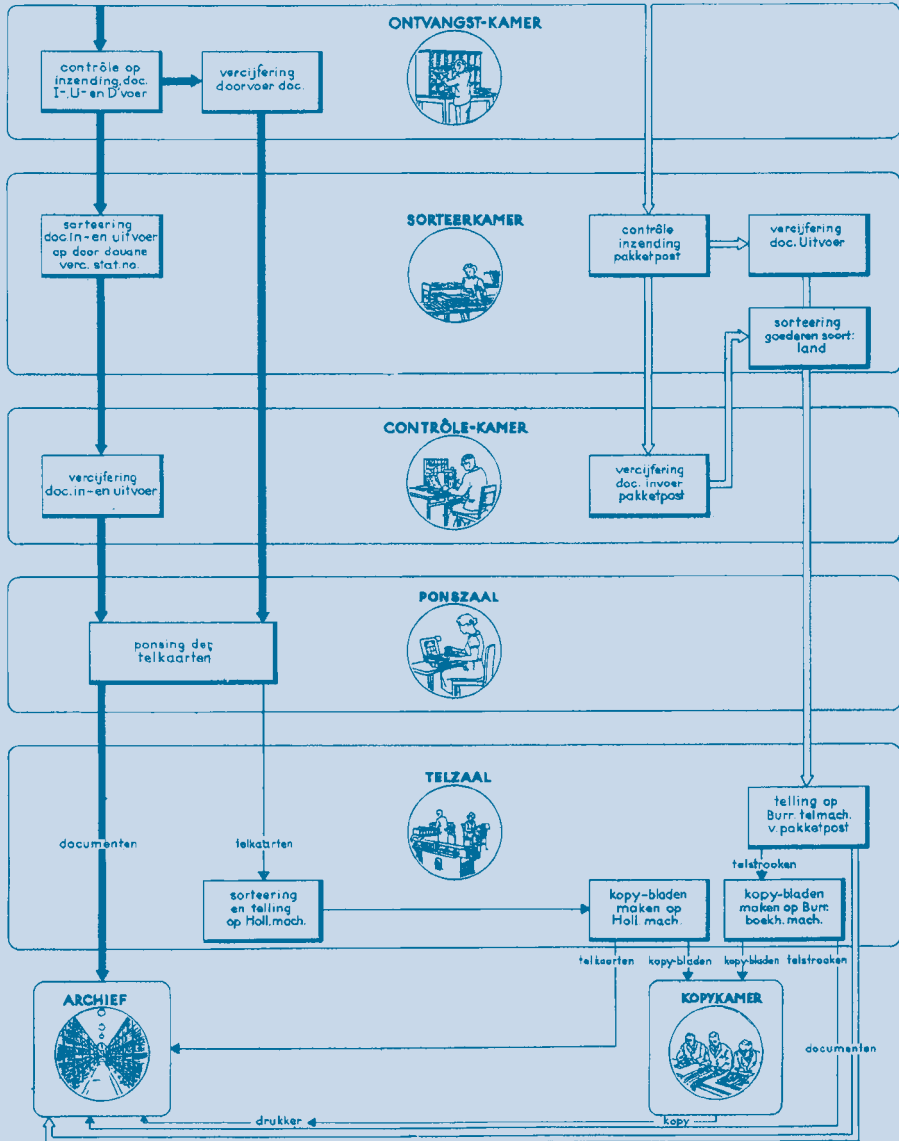 ONTVANGST-KAMER
contrôle op
inzending, doc.
I-, U- en D'voer
vercijfering
doorvoer doc.
SORTEERKAMER
sorteering
doc. in- en uitvoer
op door douane
verc. stat. no.
contrôle
inzending
pakketpost
vercijfering
doc. Uitvoer
sorteering
goederen soort:
land
CONTRÔLE-KAMER
vercijfering
doc. in- en uitvoer
vercijfering
doc. invoer
pakketpost
PONSZAAL
ponsing der
telkaarten
TELZAAL
telling op
Burr. telmach.
v. pakketpost
documenten
telkaarten
telstrooken
sorteering
en telling
op Holl. mach.
kopy-bladen
maken op
Holl. mach.
kopy-bladen
maken op Burr.
boekh. mach.
telkaarten
kopy-bladen
kopy-bladen
telstrooken
ARCHIEF
KOPYKAMER
documenten
drukker
kopy